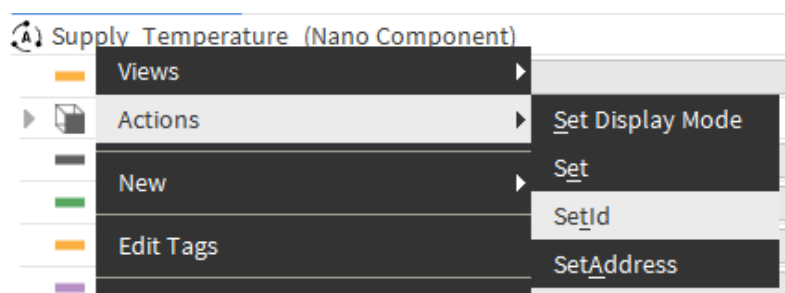 Supply_Temperature (Nano Component)
Views
Actions
Set Display Mode
Set
New
SetId
Edit Tags
SetAddress